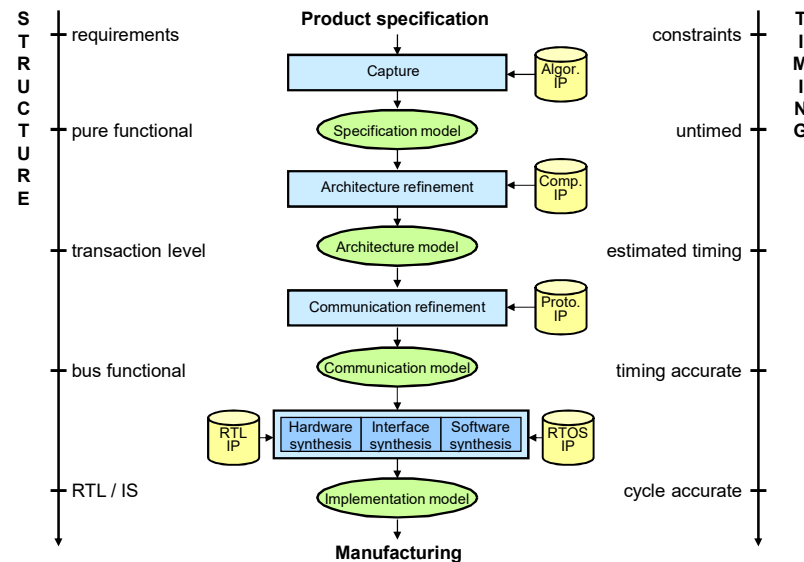 Product specification
S
T
R
U
C
T
U
R
E
T
I
M
I
N
G
requirements
constraints
Capture
Algor.
IP
pure functional
Specification model
untimed
Architecture refinement
Comp.
IP
transaction level
Architecture model
estimated timing
Communication refinement
Proto.
IP
bus functional
Communication model
timing accurate
RTL
IP
Hardware
synthesis
Interface
synthesis
Software
synthesis
RTOS
IP
RTL / IS
Implementation model
cycle accurate
Manufacturing